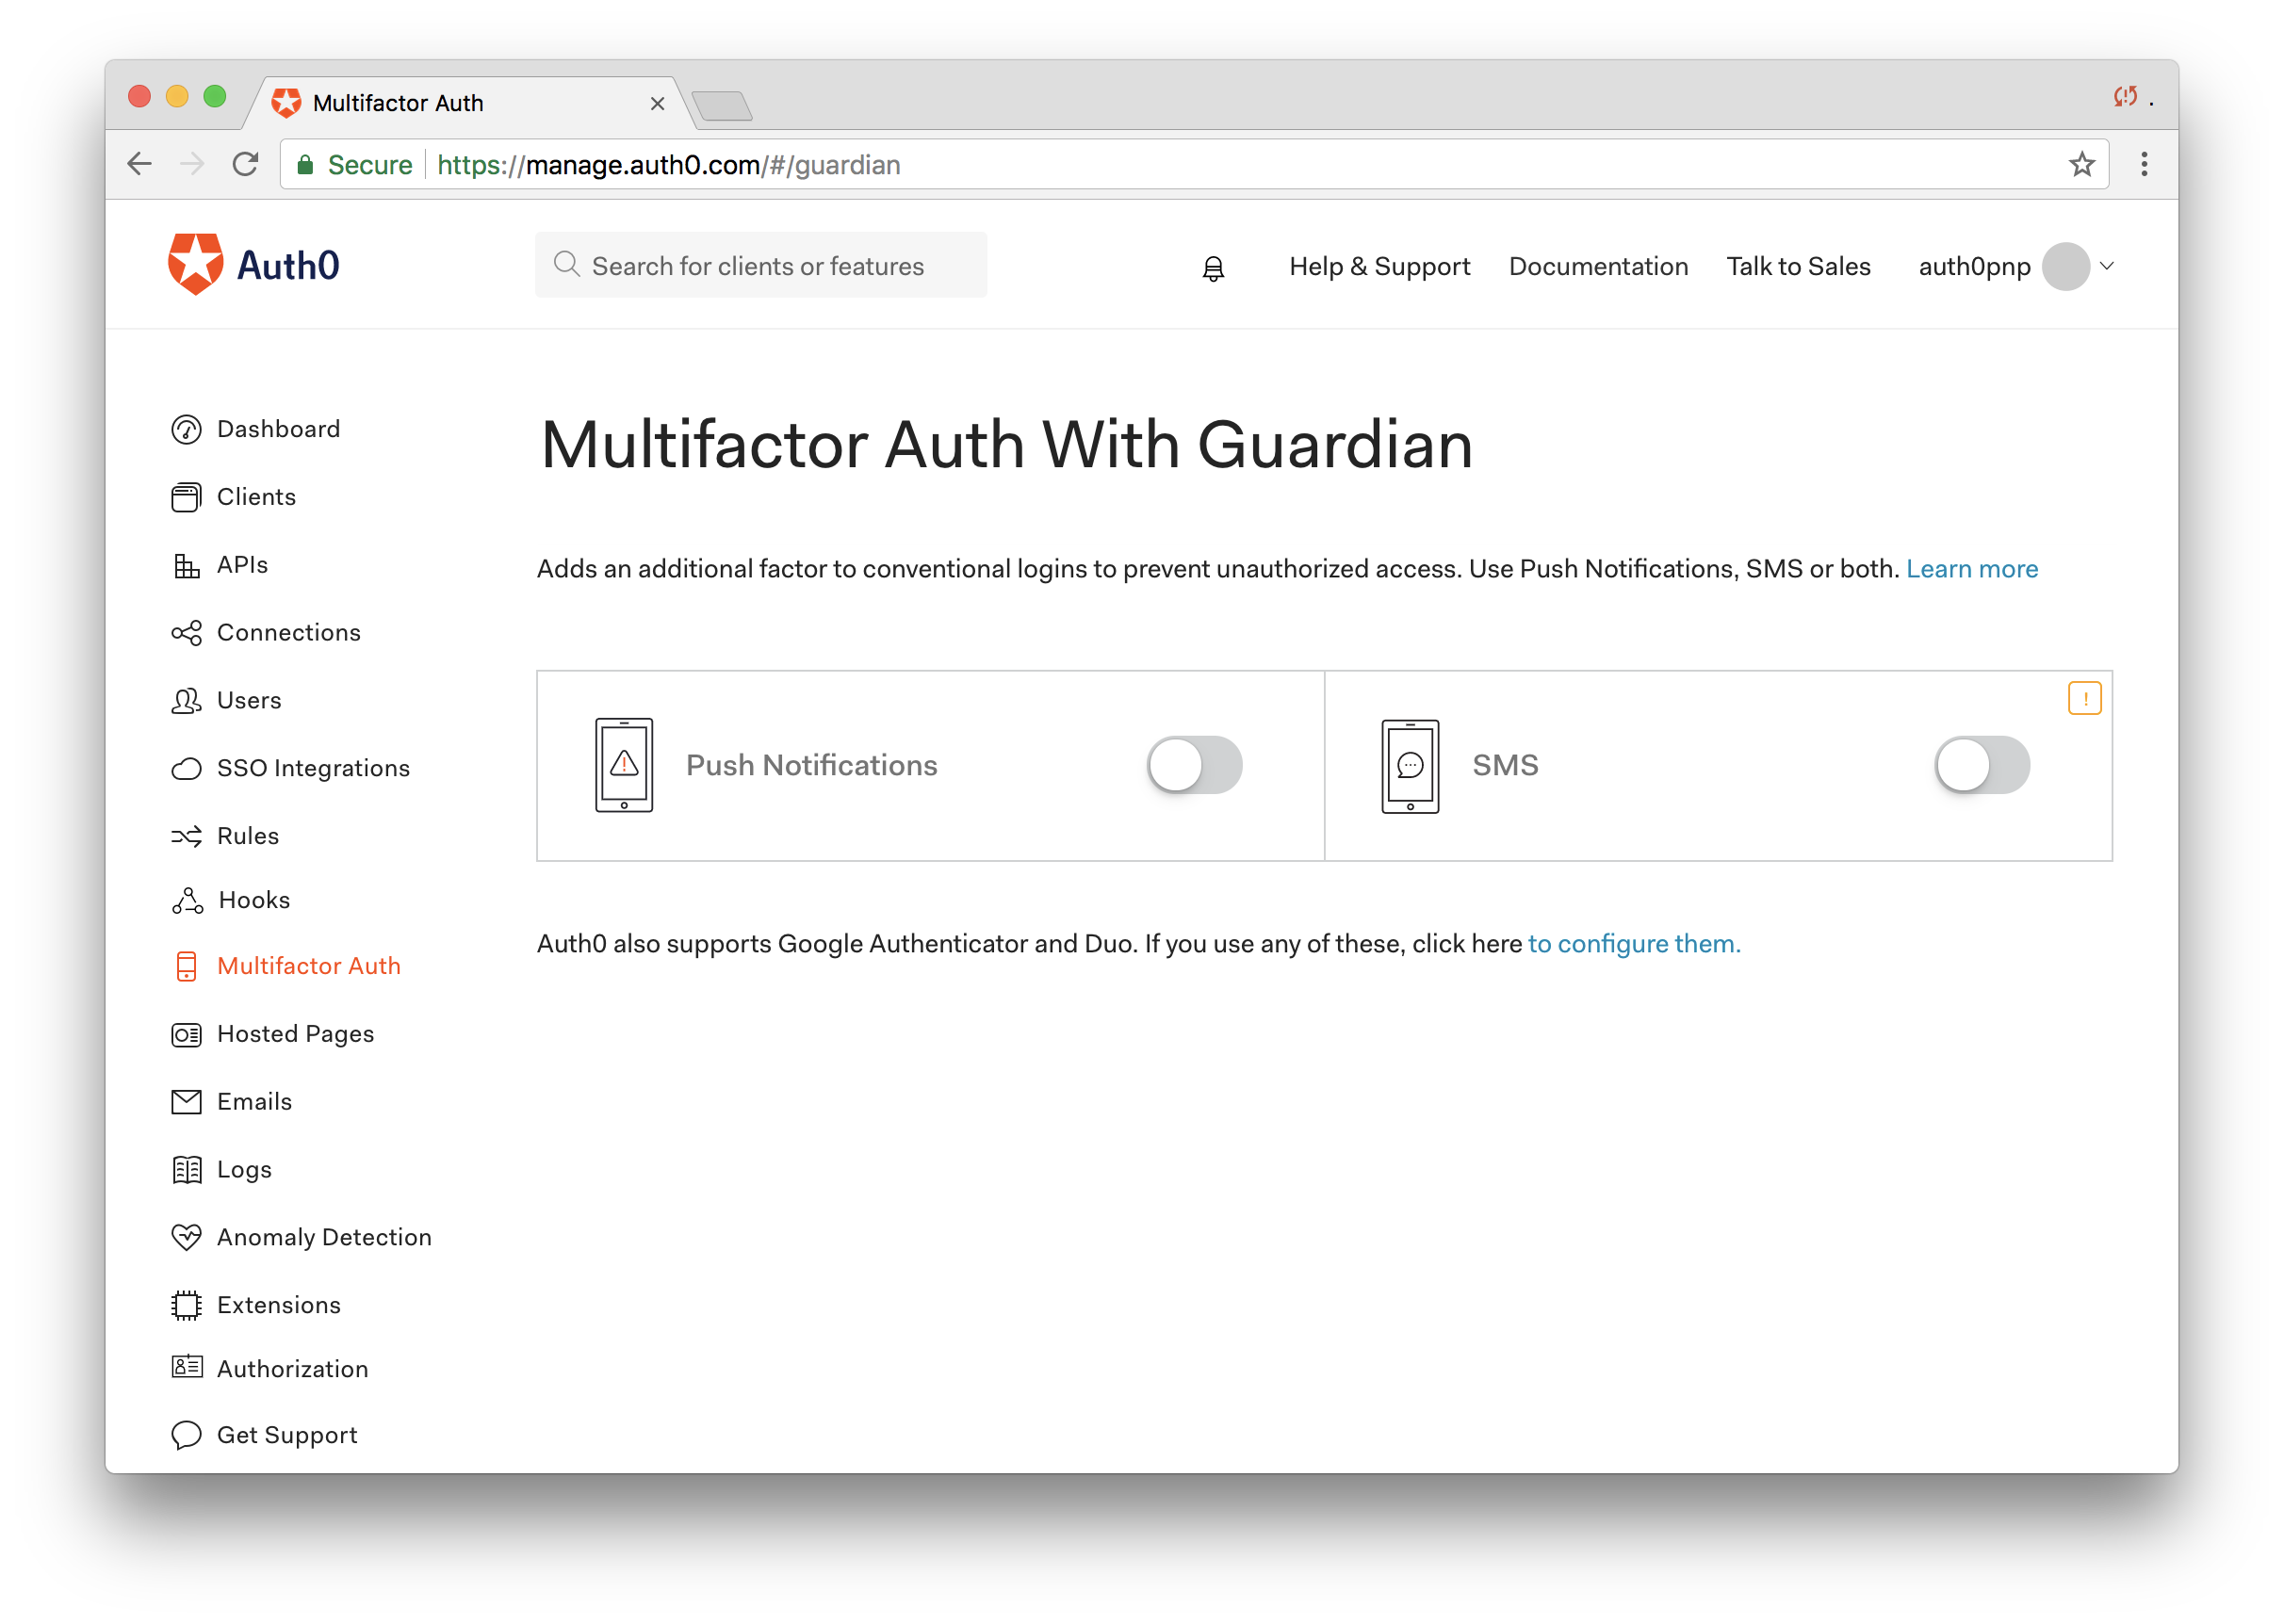 Multifactor Auth
Secure https://manage.auth0.com/#/guardian
Auth0
Search for clients or features
Help & Support
Documentation
Talk to Sales
auth0pnp
Dashboard
Clients
APIs
Connections
Users
SSO Integrations
Rules
Hooks
Multifactor Auth
Hosted Pages
Emails
Logs
Anomaly Detection
Extensions
Authorization
Get Support
Multifactor Auth With Guardian
Adds an additional factor to conventional logins to prevent unauthorized access. Use Push Notifications, SMS or both. Learn more
Push Notifications
SMS
!
Auth0 also supports Google Authenticator and Duo. If you use any of these, click here to configure them.